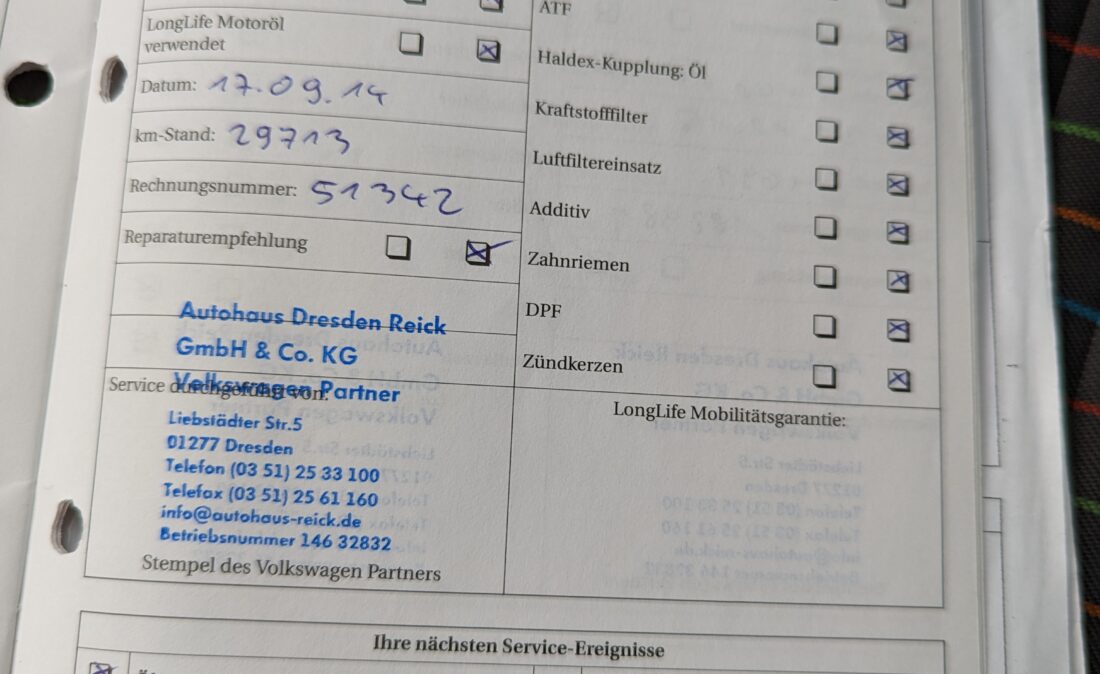 LongLife Motoröl
verwendet
Datum: 17.09.14
km-Stand: 29713
Rechnungsnummer: 51342
Reparaturempfehlung
Autohaus Dresden Reick
GmbH & Co. KG
Volkswagen Partner
Service durchgeführt von:
Liebstädter Str.5
01277 Dresden
Telefon (03 51) 25 33 100
Telefax (03 51) 25 61 160
info@autohaus-reick.de
Betriebsnummer 146 32832
Stempel des Volkswagen Partners
ATF
Haldex-Kupplung: Öl
Kraftstofffilter
Luftfiltereinsatz
Additiv
Zahnriemen
DPF
Zündkerzen
LongLife Mobilitätsgarantie:
Ihre nächsten Service-Ereignisse